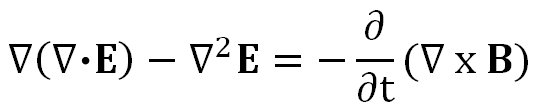 ∇(∇·E) − ∇²E = − ∂/∂t (∇ x B)